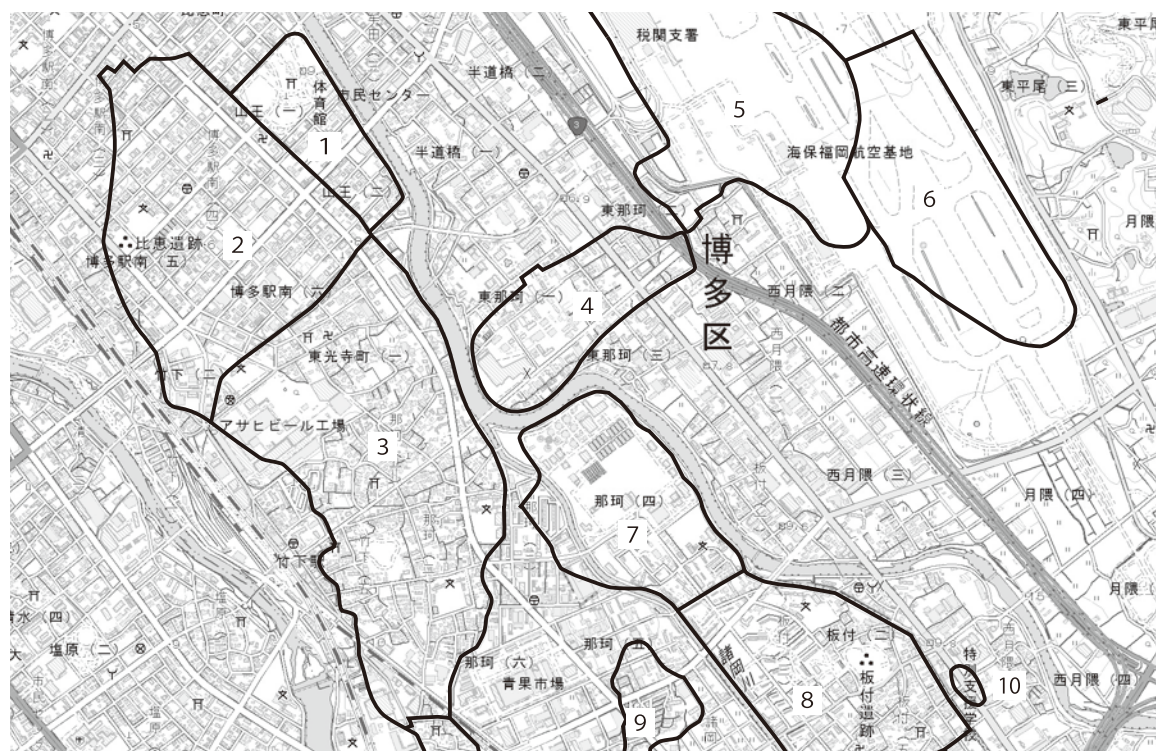 税関支署
東平尾（三）
半道橋（二）
体育館
市民センター
山王（一）
1
5
3
半道橋（一）
海保福岡航空基地
山王（二）
東那珂（二）
6
2
比恵遺跡
博多駅南（五）
博多区
博多駅南（六）
東那珂（一）
4
西月隈（二）
都市高速環状線
東光寺町（一）
東那珂（三）
竹下（二）
アサヒビール工場
3
西月隈（三）
月隈（四）
那珂（四）
7
塩原（二）
板付（二）
那珂（五）
那珂（六）
青果市場
諸岡川
板付遺跡
特別支援学校
8
9
10
西月隈（四